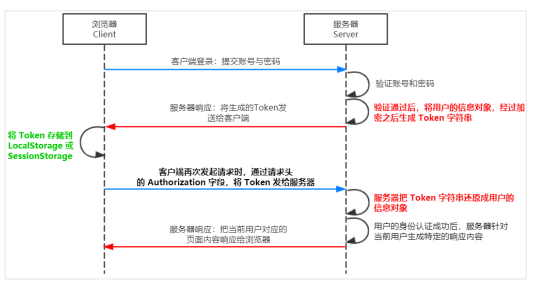 浏览器
Client
服务器
Server
客户端登录：提交账号与密码
验证账号和密码
服务器响应：将生成的Token发
送给客户端
验证通过后，将用户的信息对象，经过加
密之后生成 Token 字符串
将 Token 存储到
LocalStorage 或
SessionStorage
客户端再次发起请求时，通过请求头
的 Authorization 字段，将 Token 发给服务器
服务器把 Token 字符串还原成用户的
信息对象
服务器响应：把当前用户对应的
页面内容响应给浏览器
用户的身份认证成功后，服务器针对
当前用户生成特定的响应内容